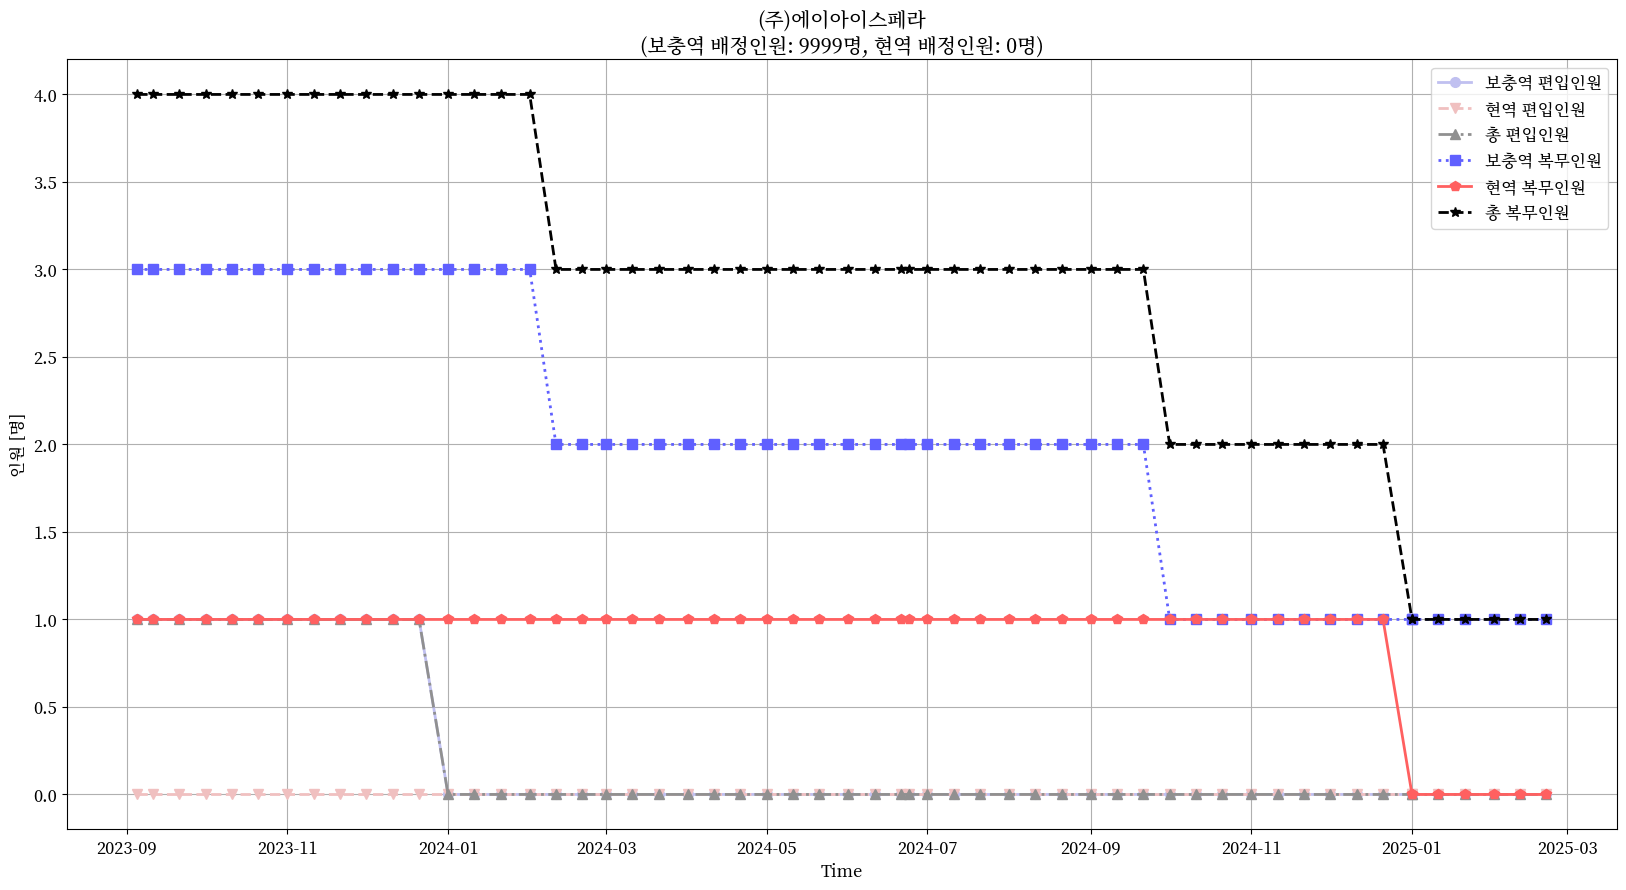 (주)에이아이스페라
(보충역 배정인원: 9999명, 현역 배정인원: 0명)
보충역 편입인원
현역 편입인원
총 편입인원
보충역 복무인원
현역 복무인원
총 복무인원
인원 [명]
4.0
3.5
3.0
2.5
2.0
1.5
1.0
0.5
0.0
2023-09 2023-11 2024-01 2024-03 2024-05 2024-07 2024-09 2024-11 2025-01 2025-03
Time